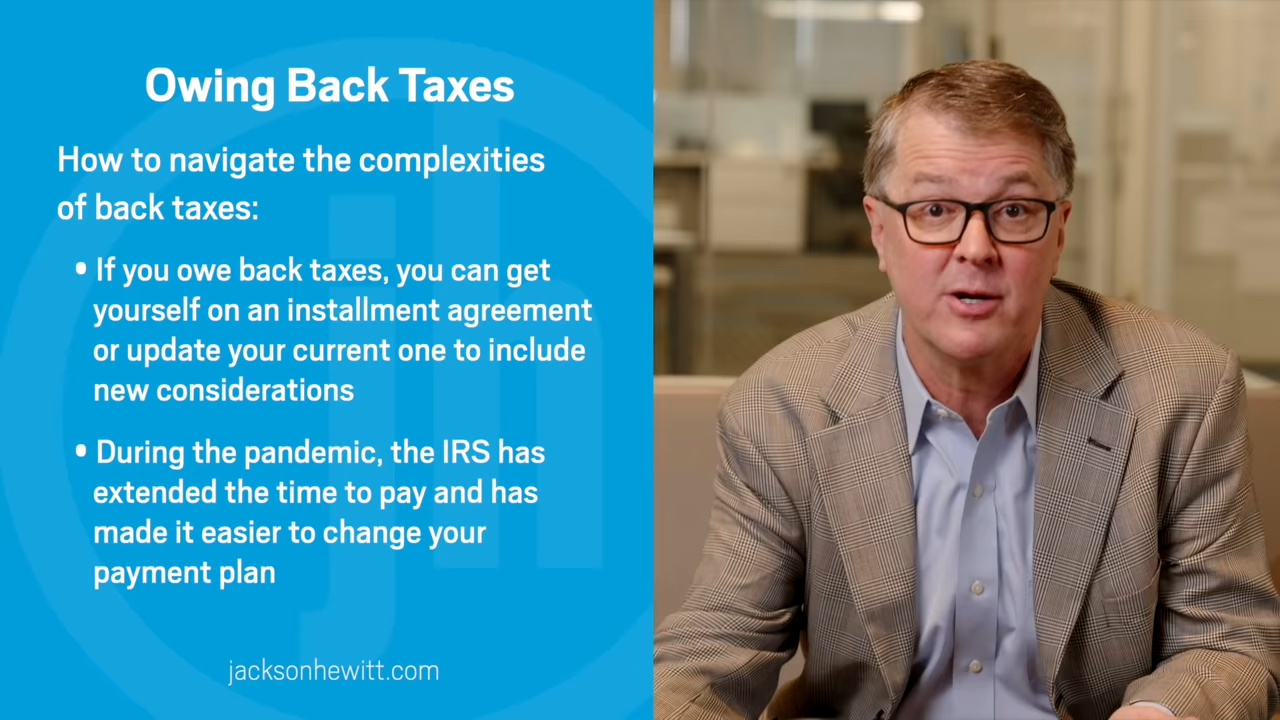 Owing Back Taxes
How to navigate the complexities
of back taxes:
• If you owe back taxes, you can get
yourself on an installment agreement
or update your current one to include
new considerations
• During the pandemic, the IRS has
extended the time to pay and has
made it easier to change your
payment plan
jacksonhewitt.com